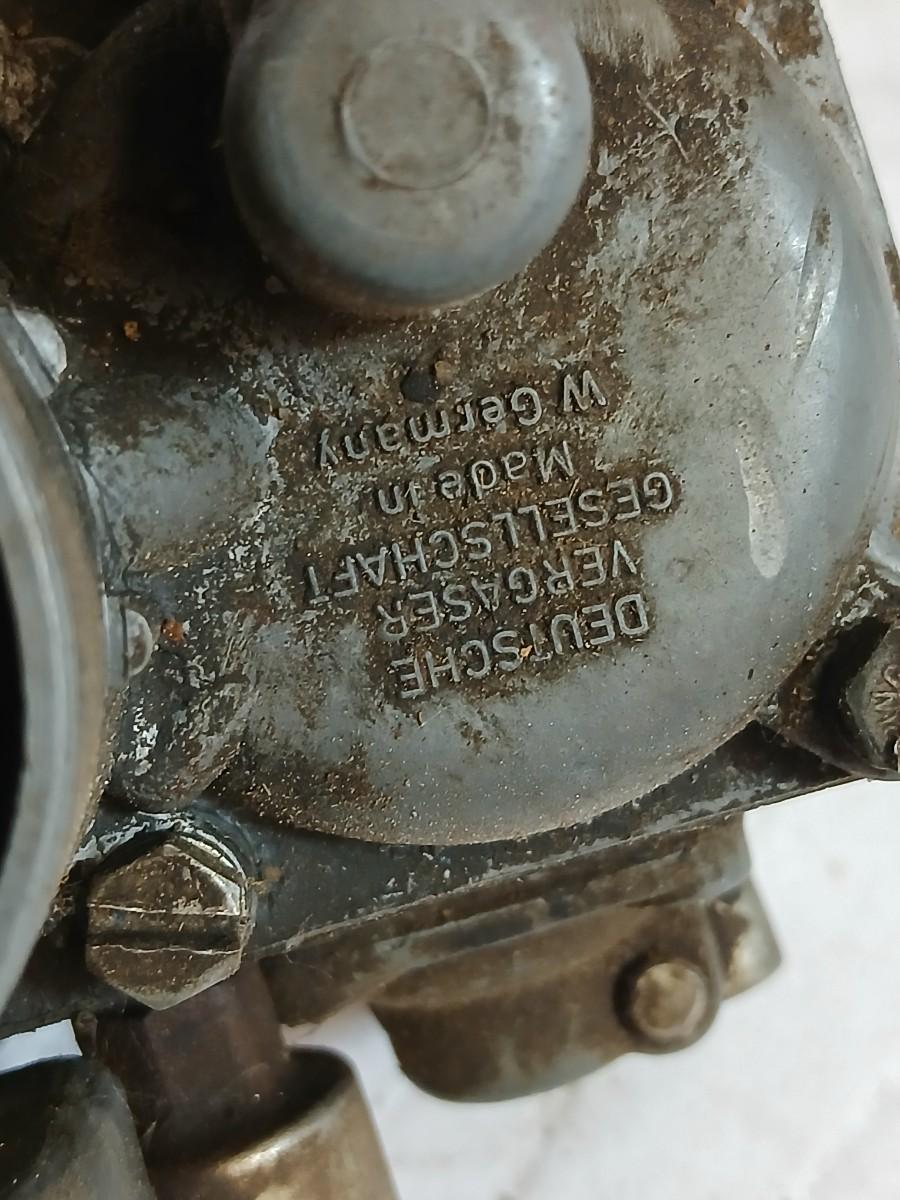 DEUTSCHE
VERGASER
GESELLSCHAFT
Made in
W Germany